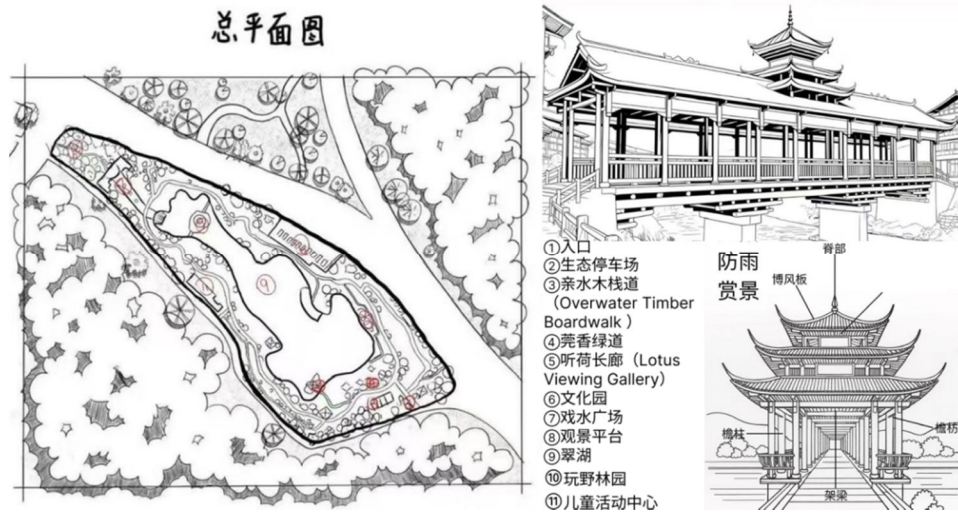 总平面图
⑨
①入口
②生态停车场
③亲水木栈道
（Overwater Timber
Boardwalk ）
④莞香绿道
⑤听荷长廊（Lotus
Viewing Gallery）
⑥文化园
⑦戏水广场
⑧观景平台
⑨翠湖
⑩玩野林园
⑪儿童活动中心
防雨
赏景
脊部
博风板
檐柱
檐枋
架梁